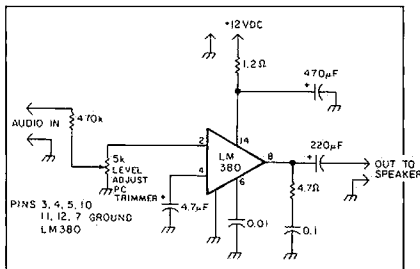 +12VDC
1.2Ω
470µF
AUDIO IN
470k
5k
LEVEL
ADJUST
PC
TRIMMER
2
14
LM
380
8
4
6
220µF
OUT TO
SPEAKER
4.7Ω
4.7µF
0.01
0.1
PINS 3, 4, 5, 10
11, 12, 7 GROUND
LM380